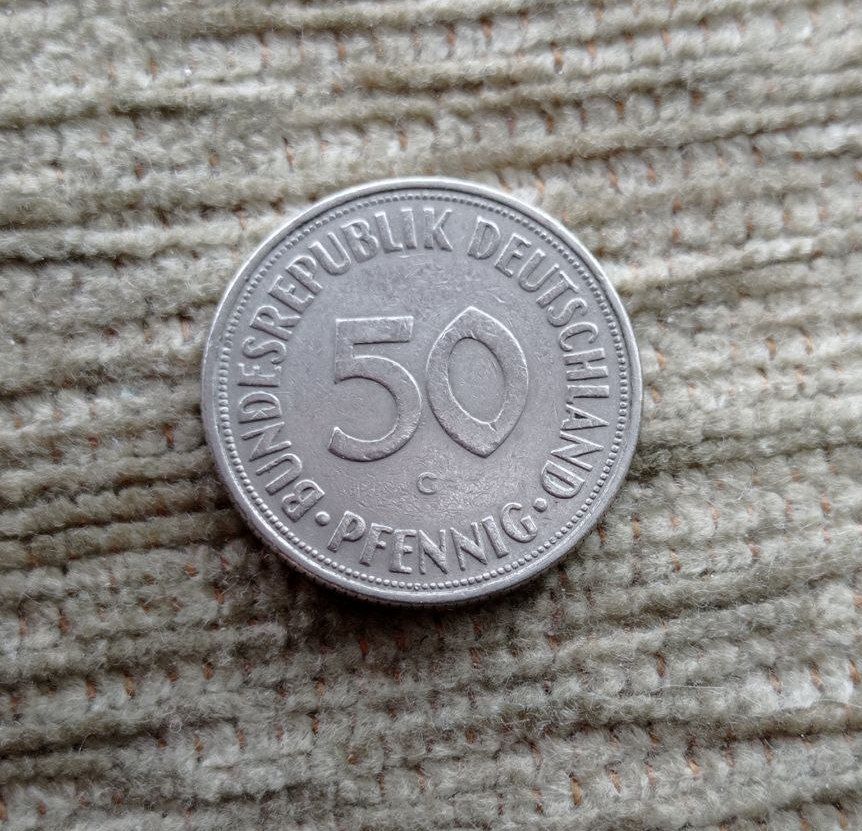 BUNDESREPUBLIK DEUTSCHLAND
50
G
• PFENNIG •